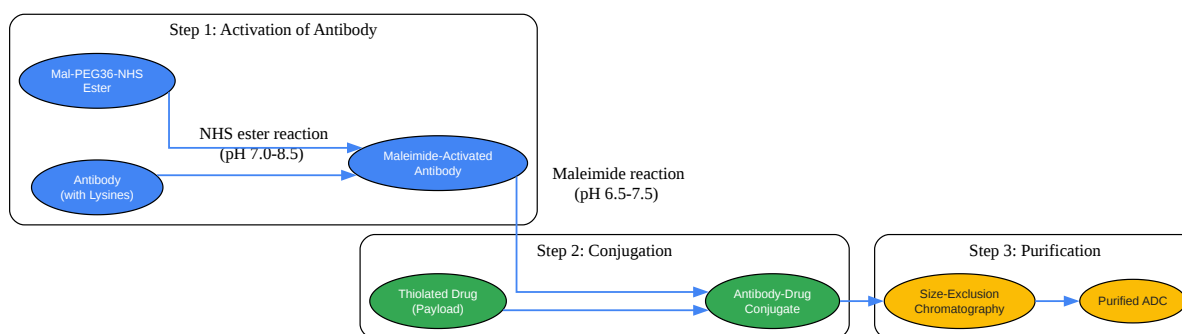 Step 1: Activation of Antibody
Mal-PEG36-NHS
Ester
NHS ester reaction
(pH 7.0-8.5)
Antibody
(with Lysines)
Maleimide-Activated
Antibody
Maleimide reaction
(pH 6.5-7.5)
Step 2: Conjugation
Thiolated Drug
(Payload)
Antibody-Drug
Conjugate
Step 3: Purification
Size-Exclusion
Chromatography
Purified ADC